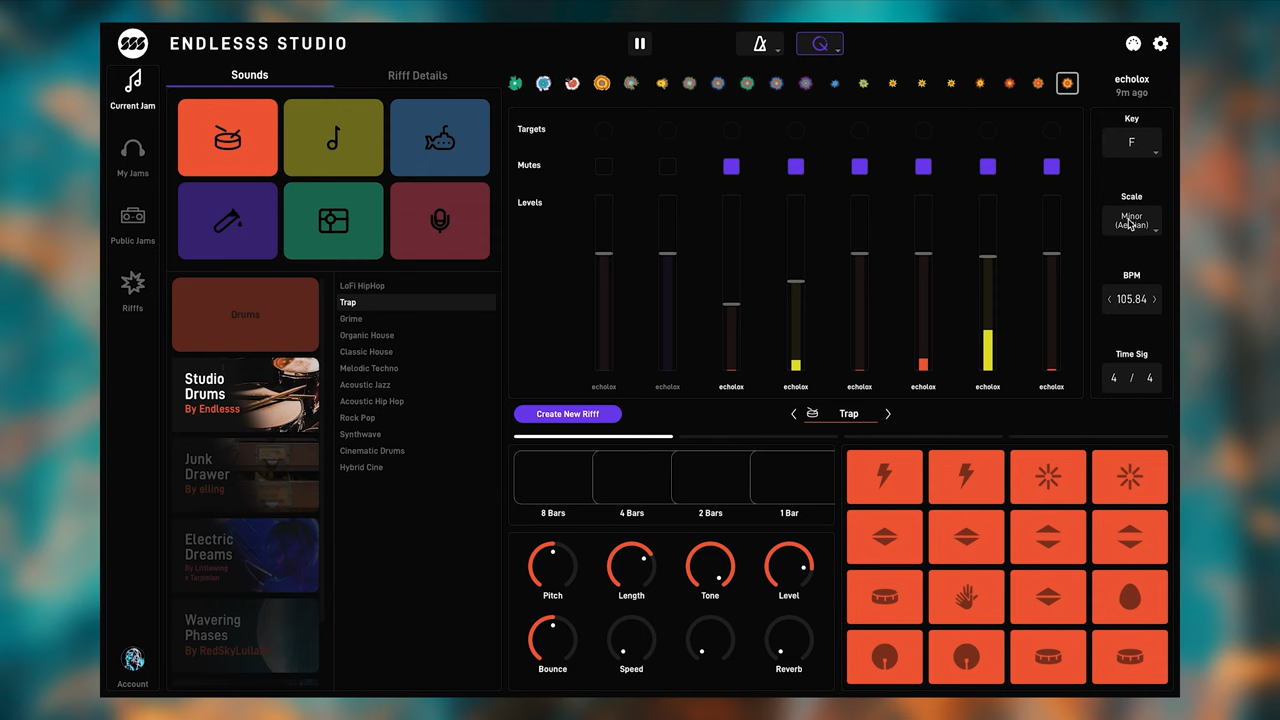 ENDLESSS STUDIO
Sounds
Rifff Details
echolox
9m ago
Current Jam
My Jams
Public Jams
Rifffs
Account
Drums
Studio
Drums
By Endlesss
Junk
Drawer
By elling
Electric
Dreams
By Littlewing
x Tarpielan
Wavering
Phases
By RedSkyLullaby
LoFi HipHop
Trap
Grime
Organic House
Classic House
Melodic Techno
Acoustic Jazz
Acoustic Hip Hop
Rock Pop
Synthwave
Cinematic Drums
Hybrid Cine
Targets
Mutes
Levels
echolox echolox echolox echolox echolox echolox echolox echolox
Key
F
Scale
Minor
(Aeolian)
BPM
105.84
Time Sig
4 / 4
Create New Rifff
Trap
8 Bars 4 Bars 2 Bars 1 Bar
Pitch Length Tone Level
Bounce Speed Reverb